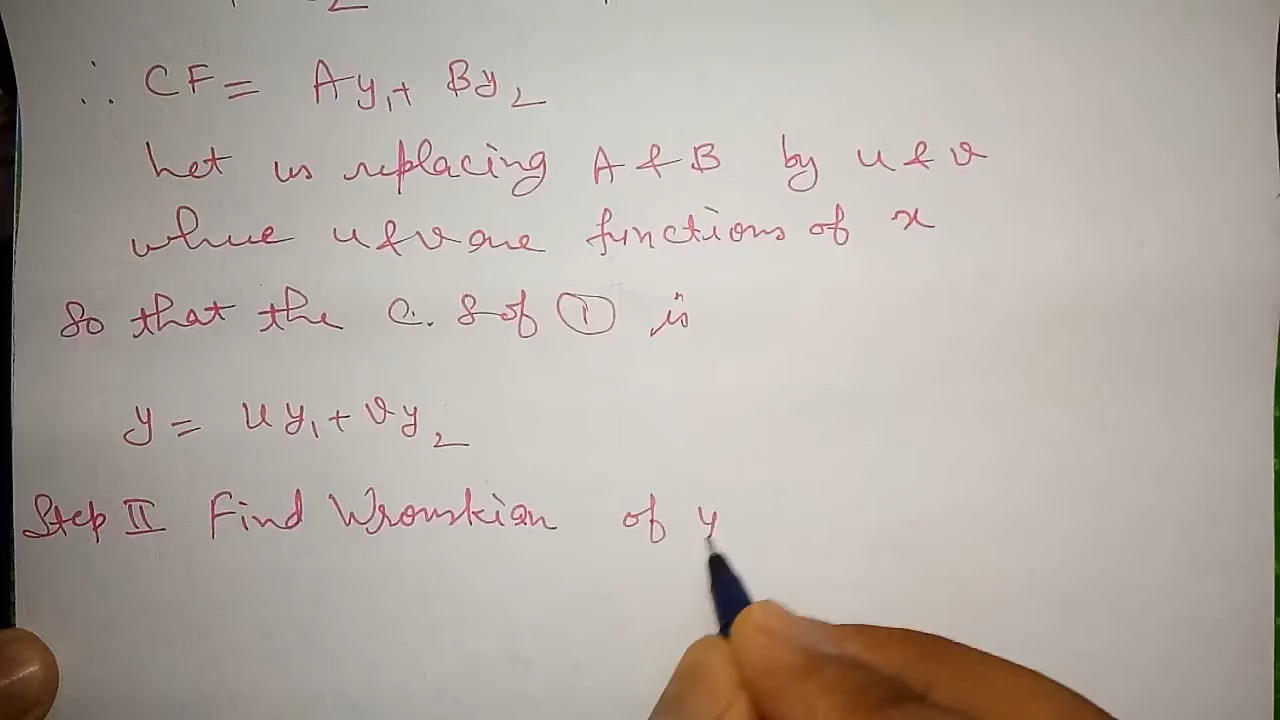 ∴ CF = Ay₁ + By₂
Let us replacing A & B by u & v
where u & v are functions of x
So that the C. S of ① is
y = uy₁ + vy₂
Step II Find Wronskian of y